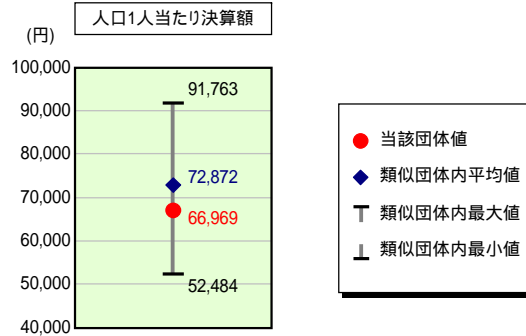 人口1人当たり決算額
(円)
100,000
90,000
80,000
70,000
60,000
50,000
40,000
91,763
72,872
66,969
52,484
当該団体値
類似団体内平均値
類似団体内最大値
類似団体内最小値